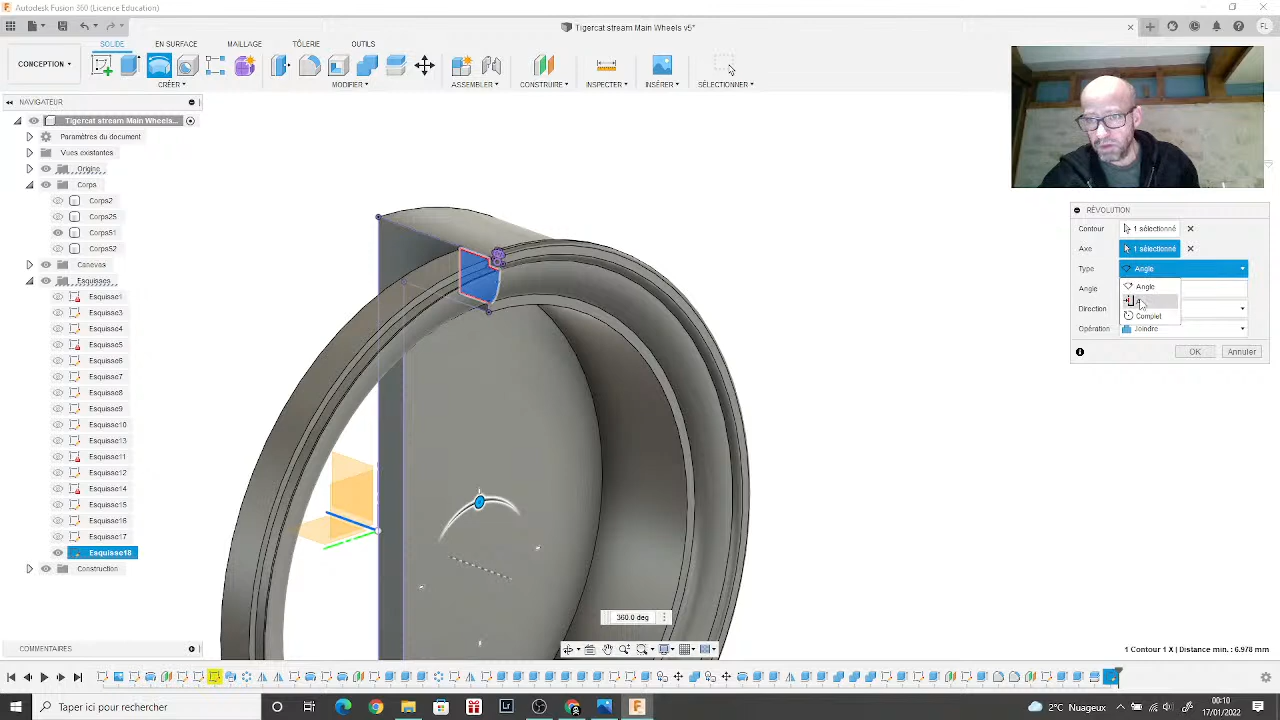 Autodesk Fusion 360 (Licence Education)
Tigercat stream Main Wheels v5*
FL
SOLIDE
EN SURFACE
MAILLAGE
TÔLERIE
OUTILS
CONCEPTION
CRÉER
MODIFIER
ASSEMBLER
CONSTRUIRE
INSPECTER
INSÉRER
SÉLECTIONNER
NAVIGATEUR
Tigercat stream Main Wheels...
Paramètres du document
Vues existantes
Origine
Corps
Corps2
Corps25
Corps51
Corps52
Canevas
Esquisses
Esquisse1
Esquisse3
Esquisse4
Esquisse5
Esquisse6
Esquisse7
Esquisse8
Esquisse9
Esquisse10
Esquisse13
Esquisse11
Esquisse12
Esquisse14
Esquisse15
Esquisse16
Esquisse17
Esquisse18
Construction
RÉVOLUTION
Contour
1 sélectionné
Axe
1 sélectionné
Type
Angle
Angle
Angle
Direction
Complet
Opération
Joindre
OK
Annuler
360.0 deg
COMMENTAIRES
1 Contour 1 X | Distance min. : 6.978 mm
Taper ici pour rechercher
2°C Nuageux
00:10
17/01/2022